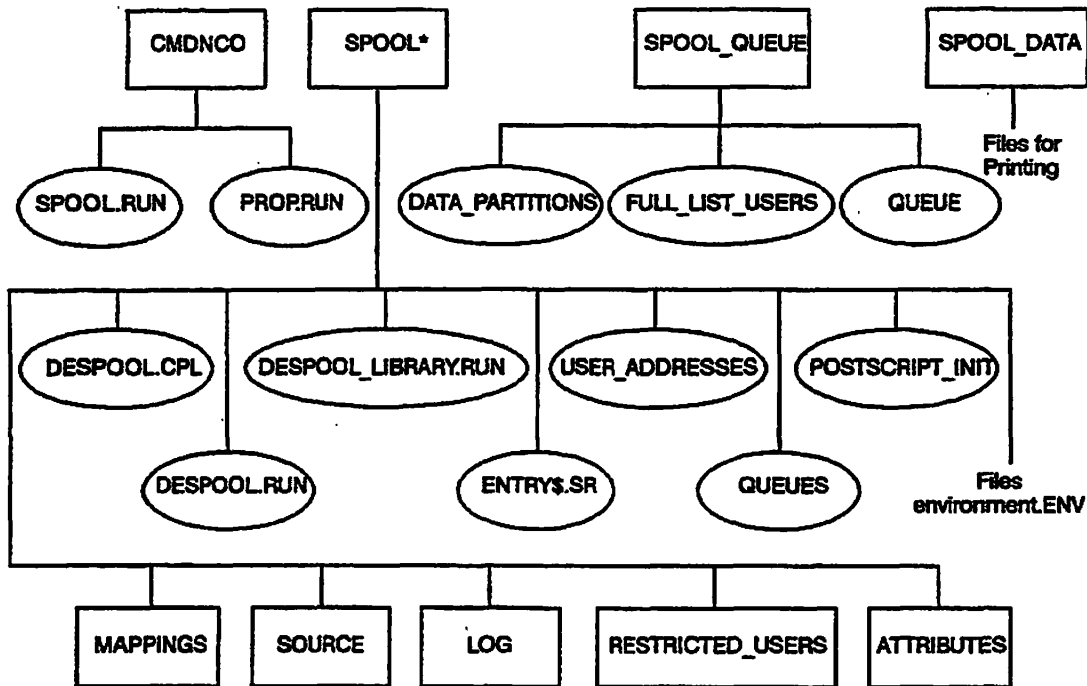 CMDNC0
SPOOL*
SPOOL_QUEUE
SPOOL_DATA
Files for
Printing
SPOOL.RUN
PROP.RUN
DATA_PARTITIONS
FULL_LIST_USERS
QUEUE
DESPOOL.CPL
DESPOOL_LIBRARY.RUN
USER_ADDRESSES
POSTSCRIPT_INIT
DESPOOL.RUN
ENTRY$.SR
QUEUES
Files
environment.ENV
MAPPINGS
SOURCE
LOG
RESTRICTED_USERS
ATTRIBUTES